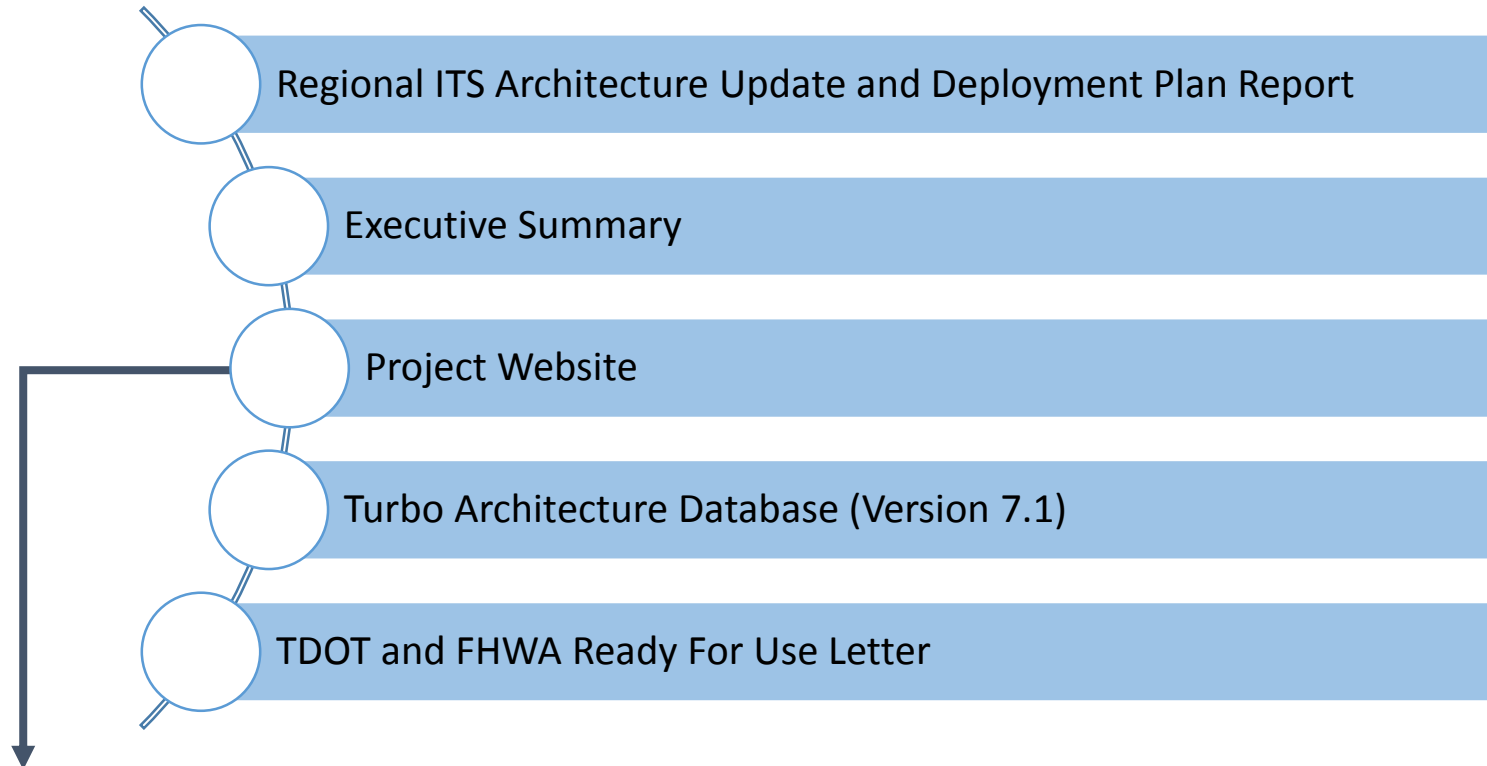 Regional ITS Architecture Update and Deployment Plan Report
Executive Summary
Project Website
Turbo Architecture Database (Version 7.1)
TDOT and FHWA Ready For Use Letter